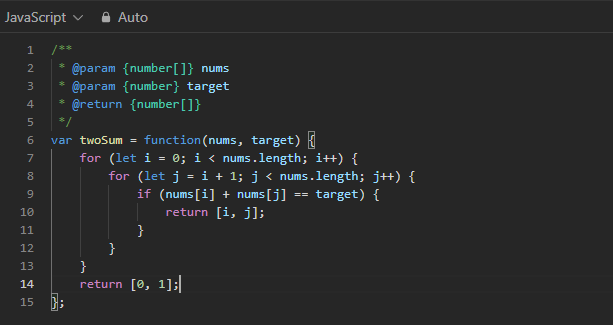 JavaScript Auto
1 /**
2  * @param {number[]} nums
3  * @param {number} target
4  * @return {number[]}
5  */
6 var twoSum = function(nums, target) {
7     for (let i = 0; i < nums.length; i++) {
8         for (let j = i + 1; j < nums.length; j++) {
9             if (nums[i] + nums[j] == target) {
10                 return [i, j];
11             }
12         }
13     }
14     return [0, 1];
15 };